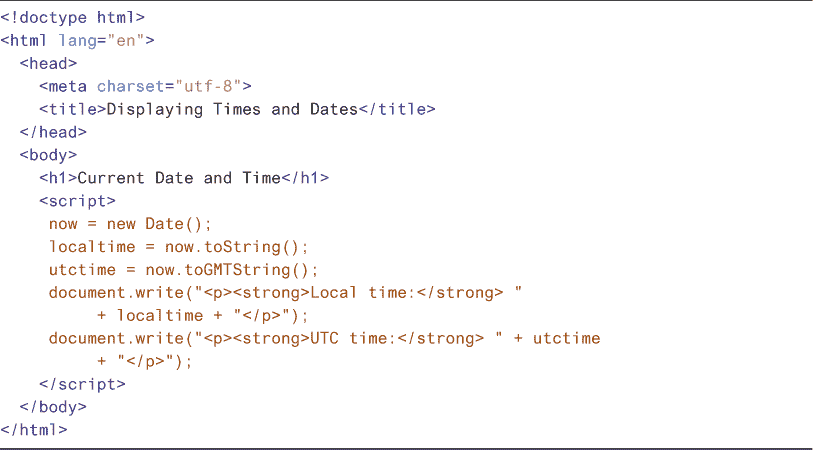 <!doctype html>
<html lang="en">
  <head>
    <meta charset="utf-8">
    <title>Displaying Times and Dates</title>
  </head>
  <body>
    <h1>Current Date and Time</h1>
    <script>
     now = new Date();
     localtime = now.toString();
     utctime = now.toGMTString();
     document.write("<p><strong>Local time:</strong> "
          + localtime + "</p>");
     document.write("<p><strong>UTC time:</strong> " + utctime
          + "</p>");
    </script>
  </body>
</html>